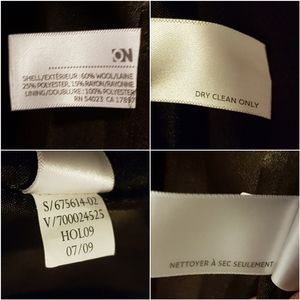 ON
SHELL/EXTÉRIEUR: 60% WOOL/LAINE
25% POLYESTER, 15% RAYON/RAYONNE
LINING/DOUBLURE: 100% POLYESTER
RN 54023 CA 17897
DRY CLEAN ONLY
S/675614-02
V/700024525
HOL09
07/09
NETTOYER À SEC SEULEMENT